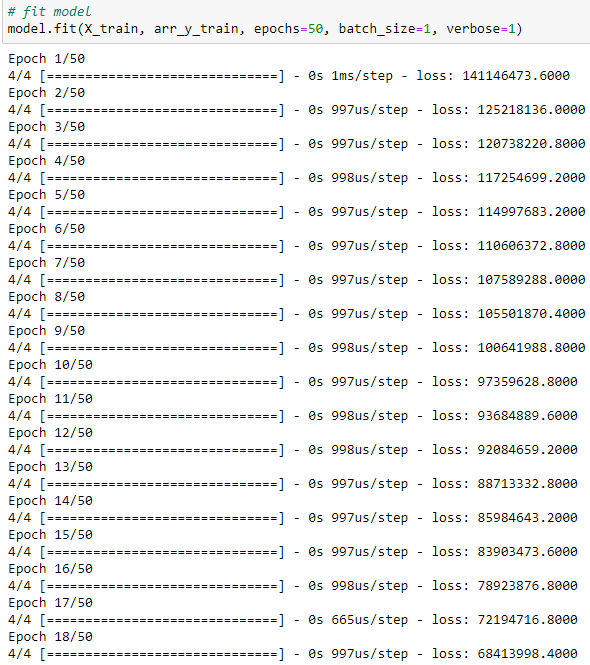 # fit model
model.fit(X_train, arr_y_train, epochs=50, batch_size=1, verbose=1)
Epoch 1/50
4/4 [==============================] - 0s 1ms/step - loss: 141146473.6000
Epoch 2/50
4/4 [==============================] - 0s 997us/step - loss: 125218136.0000
Epoch 3/50
4/4 [==============================] - 0s 997us/step - loss: 120738220.8000
Epoch 4/50
4/4 [==============================] - 0s 998us/step - loss: 117254699.2000
Epoch 5/50
4/4 [==============================] - 0s 997us/step - loss: 114997683.2000
Epoch 6/50
4/4 [==============================] - 0s 997us/step - loss: 110606372.8000
Epoch 7/50
4/4 [==============================] - 0s 997us/step - loss: 107589288.0000
Epoch 8/50
4/4 [==============================] - 0s 997us/step - loss: 105501870.4000
Epoch 9/50
4/4 [==============================] - 0s 998us/step - loss: 100641988.8000
Epoch 10/50
4/4 [==============================] - 0s 997us/step - loss: 97359628.8000
Epoch 11/50
4/4 [==============================] - 0s 998us/step - loss: 93684889.6000
Epoch 12/50
4/4 [==============================] - 0s 998us/step - loss: 92084659.2000
Epoch 13/50
4/4 [==============================] - 0s 997us/step - loss: 88713332.8000
Epoch 14/50
4/4 [==============================] - 0s 997us/step - loss: 85984643.2000
Epoch 15/50
4/4 [==============================] - 0s 997us/step - loss: 83903473.6000
Epoch 16/50
4/4 [==============================] - 0s 998us/step - loss: 78923876.8000
Epoch 17/50
4/4 [==============================] - 0s 665us/step - loss: 72194716.8000
Epoch 18/50
4/4 [==============================] - 0s 997us/step - loss: 68413998.4000